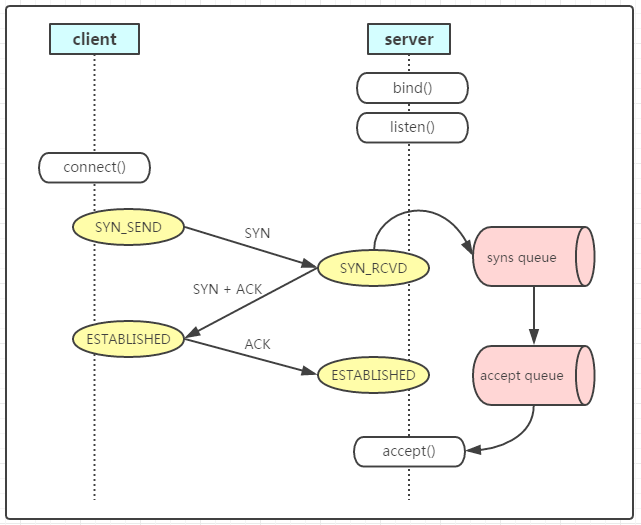 client
server
bind()
listen()
connect()
SYN_SEND
SYN
SYN_RCVD
syns queue
SYN + ACK
ESTABLISHED
ACK
ESTABLISHED
accept queue
accept()